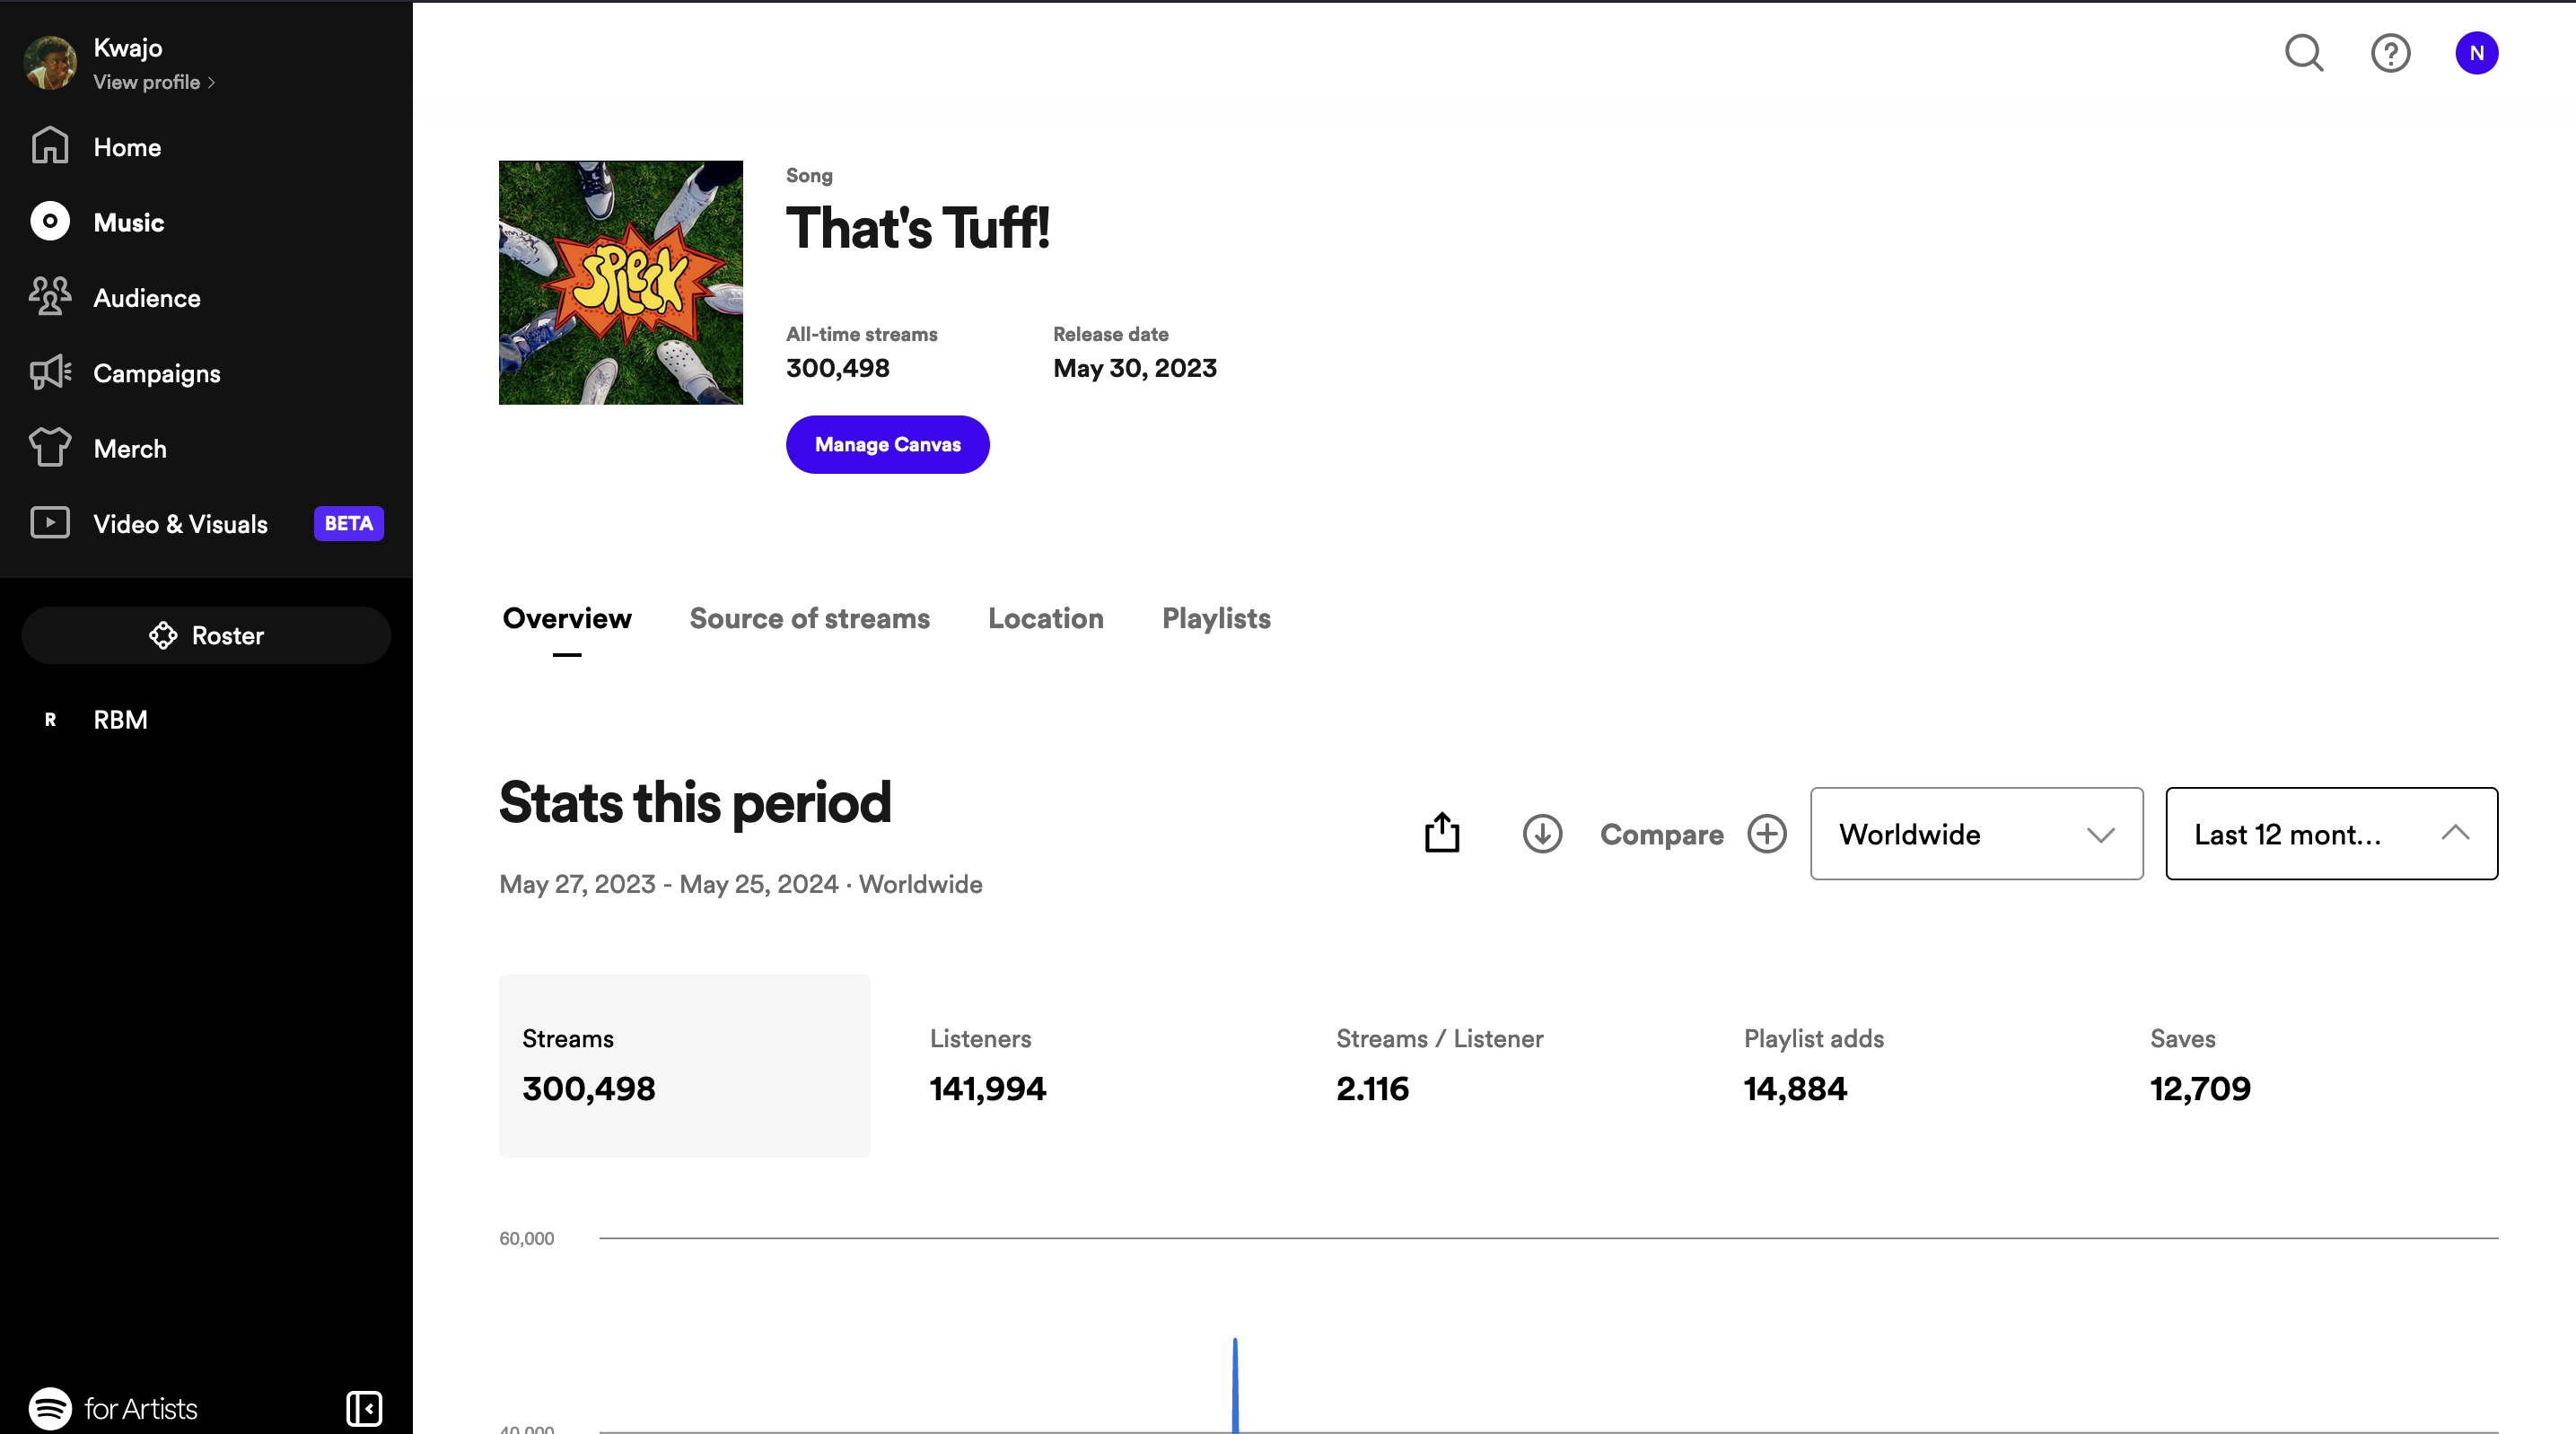 Kwajo
View profile
Home
Music
Audience
Campaigns
Merch
Video & Visuals BETA
Roster
R RBM
for Artists
N
SPLECK
Song
That's Tuff!
All-time streams Release date
300,498 May 30, 2023
Manage Canvas
Overview Source of streams Location Playlists
Stats this period
Compare Worldwide Last 12 mont...
May 27, 2023 - May 25, 2024 · Worldwide
Streams Listeners Streams / Listener Playlist adds Saves
300,498 141,994 2.116 14,884 12,709
60,000
40,000